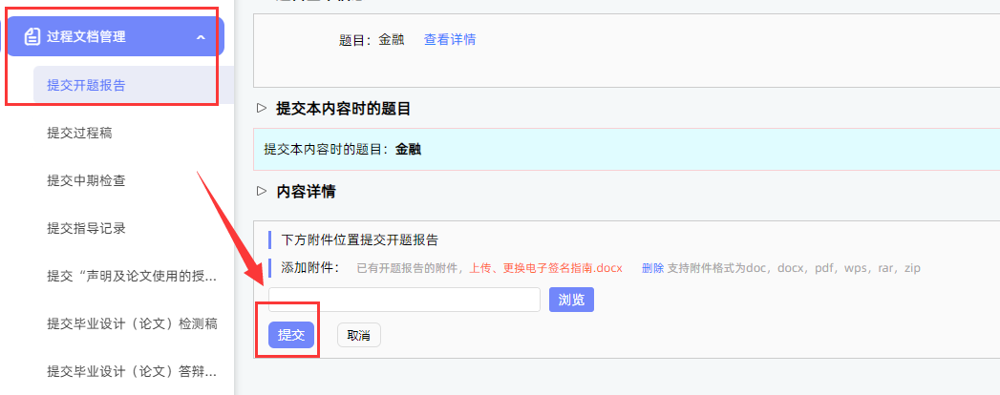 过程文档管理
提交开题报告
提交过程稿
提交中期检查
提交指导记录
提交“声明及论文使用的授...
提交毕业设计（论文）检测稿
提交毕业设计（论文）答辩...
题目：金融 查看详情
提交本内容时的题目
提交本内容时的题目：金融
内容详情
下方附件位置提交开题报告
添加附件： 已有开题报告的附件，上传、更换电子签名指南.docx 删除 支持附件格式为doc，docx，pdf，wps，rar，zip
浏览
提交 取消